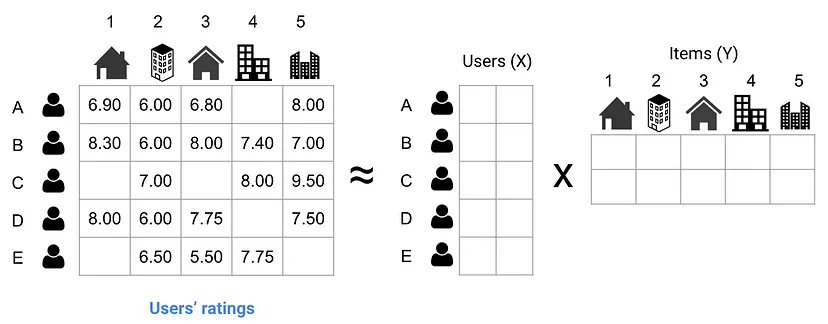 1 2 3 4 5
A 6.90 6.00 6.80 8.00
B 8.30 6.00 8.00 7.40 7.00
C 7.00 8.00 9.50
D 8.00 6.00 7.75 7.50
E 6.50 5.50 7.75
Users' ratings
≈
Users (X)
A
B
C
D
E
X
Items (Y)
1 2 3 4 5